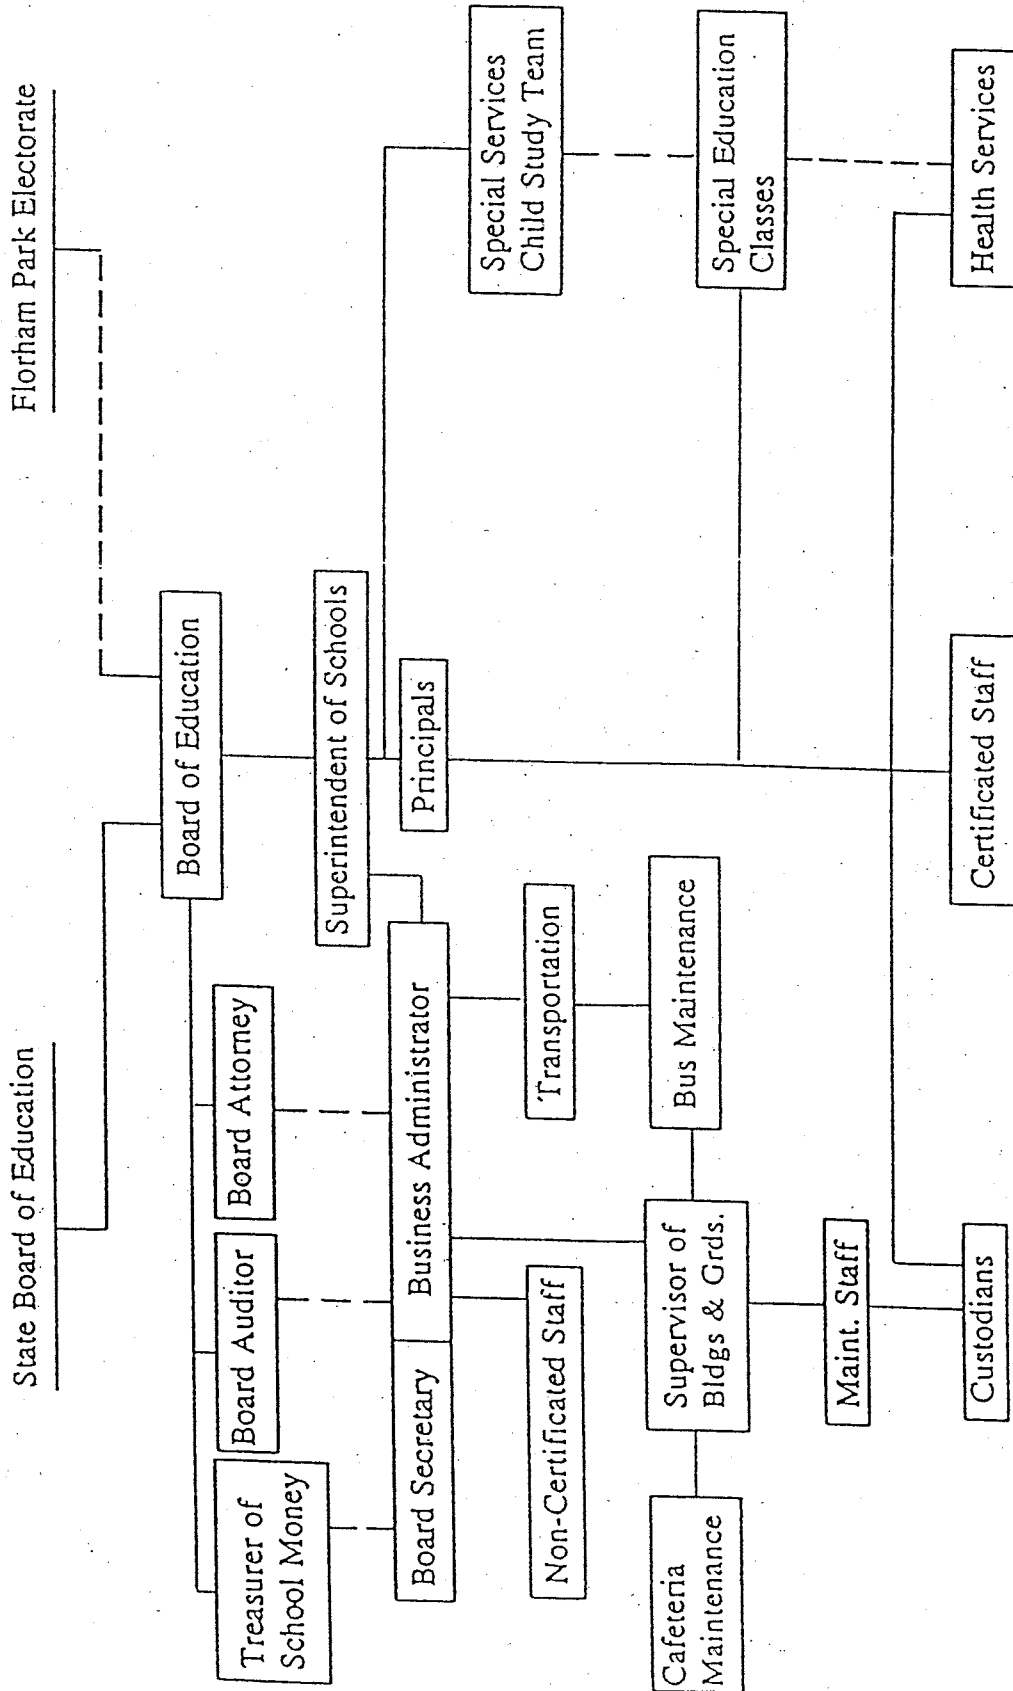 State Board of Education
Florham Park Electorate
Board of Education
Treasurer of
School Money
Board Auditor
Board Attorney
Superintendent of Schools
Board Secretary
Business Administrator
Principals
Special Services
Child Study Team
Non-Certificated Staff
Transportation
Cafeteria
Maintenance
Supervisor of
Bldgs & Grds.
Bus Maintenance
Special Education
Classes
Maint. Staff
Custodians
Certificated Staff
Health Services